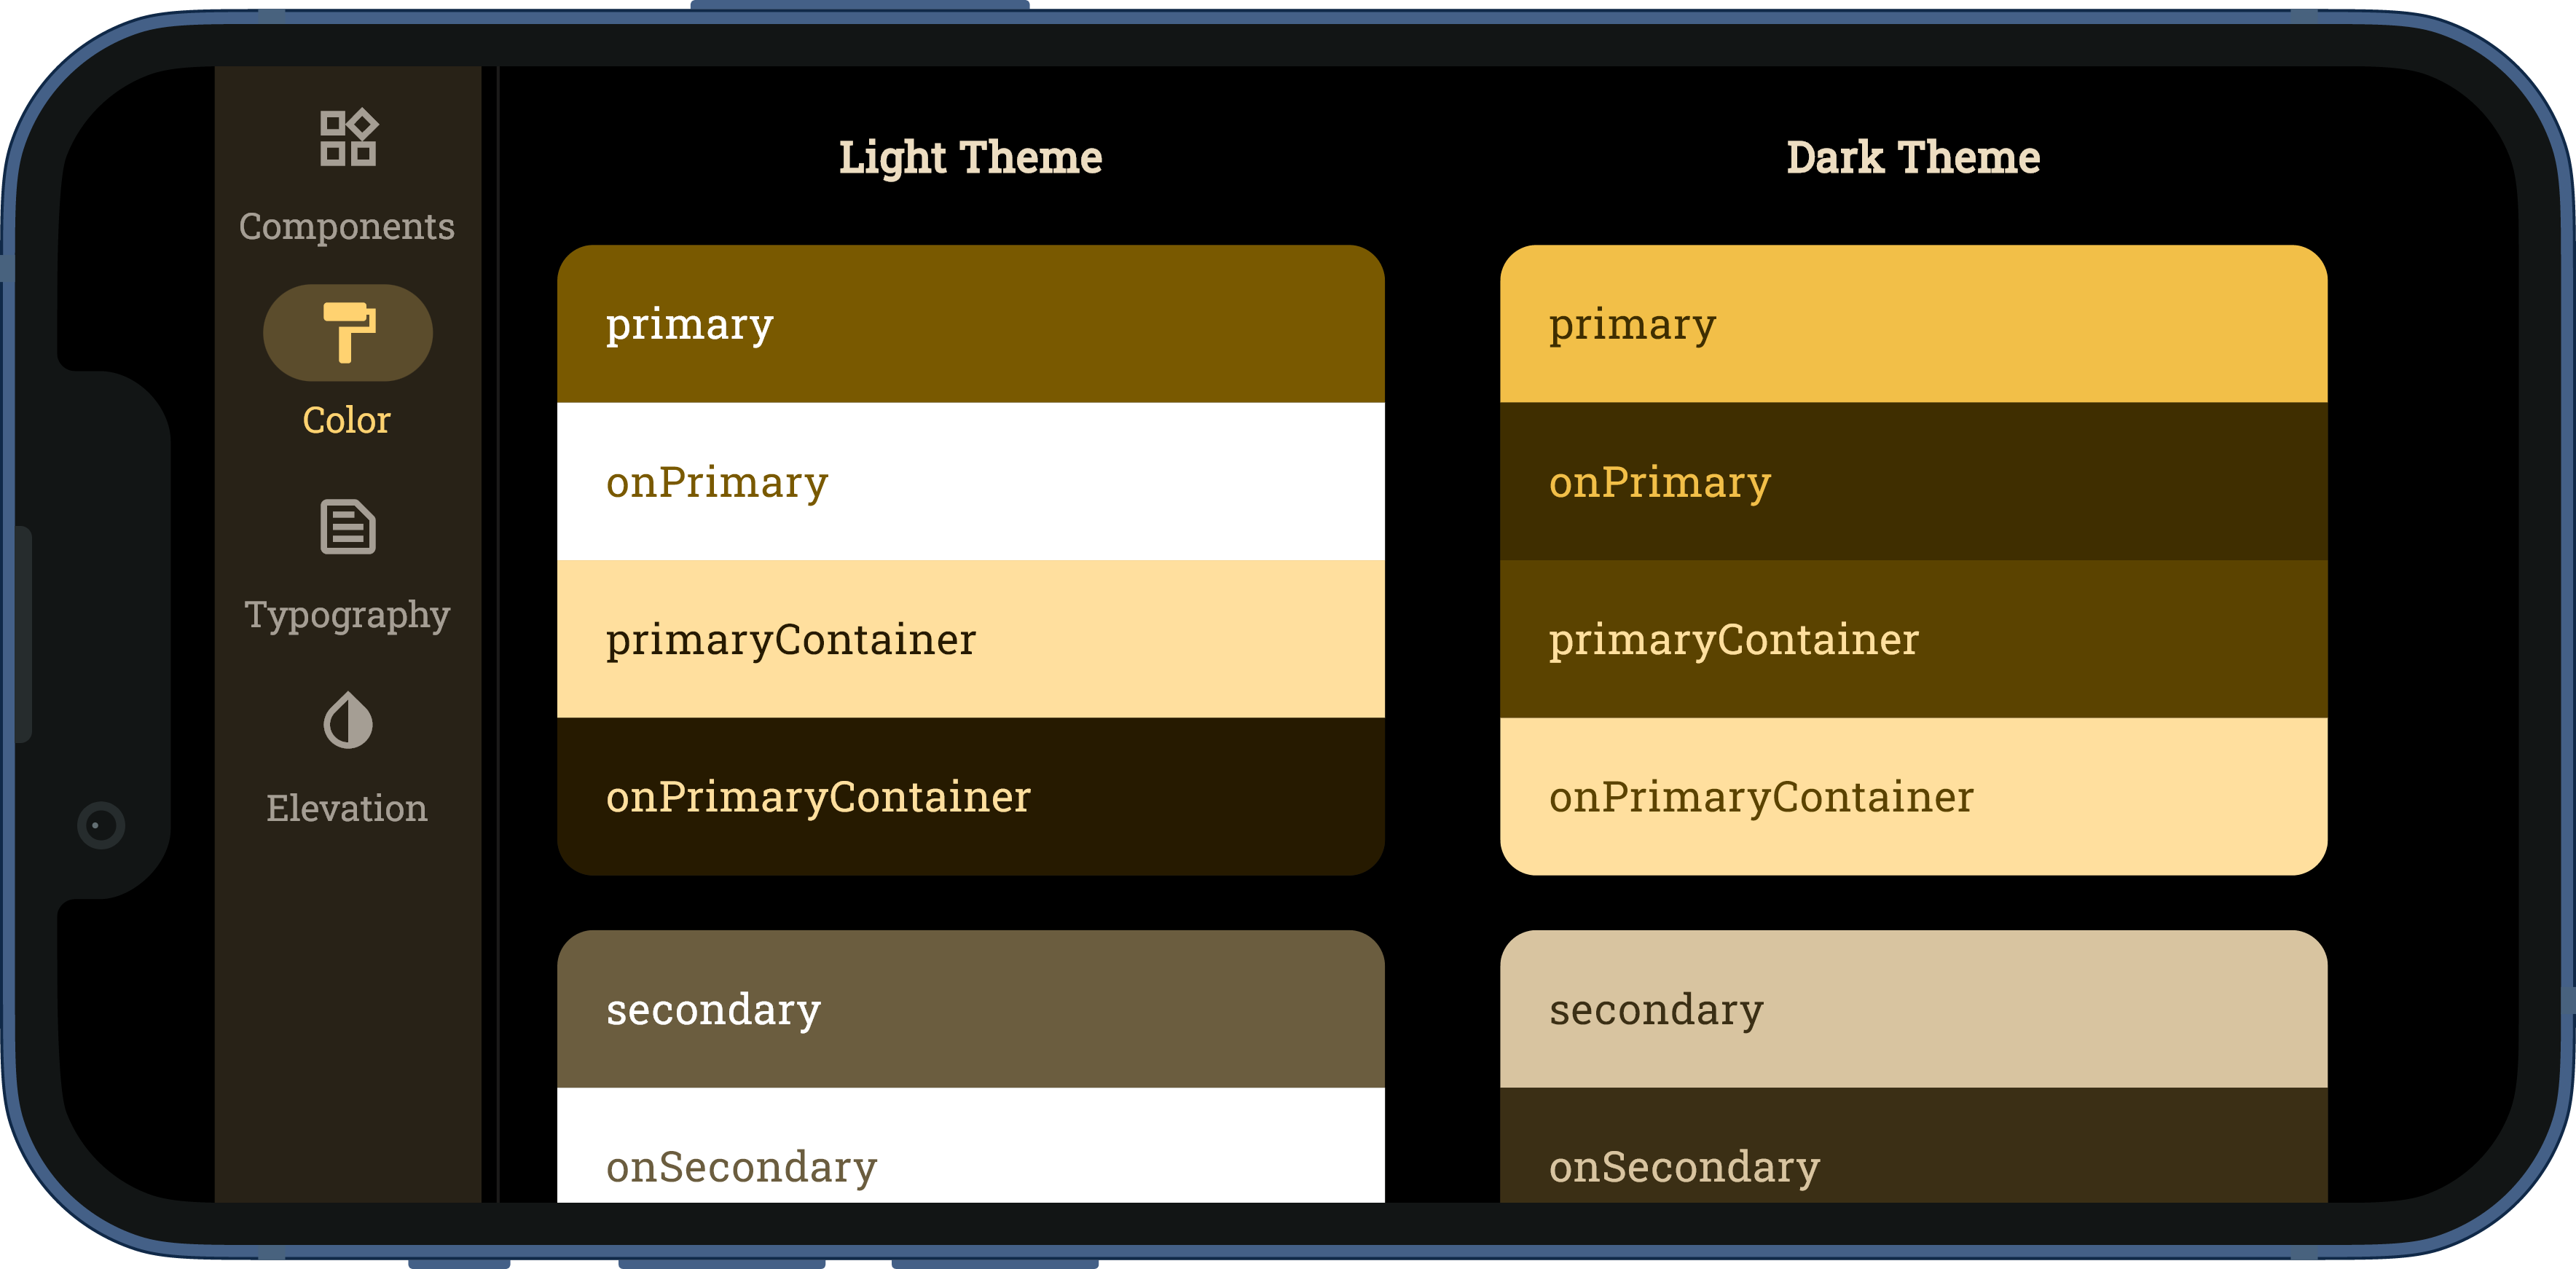 Components
Color
Typography
Elevation
Light Theme
primary
onPrimary
primaryContainer
onPrimaryContainer
secondary
onSecondary
Dark Theme
primary
onPrimary
primaryContainer
onPrimaryContainer
secondary
onSecondary